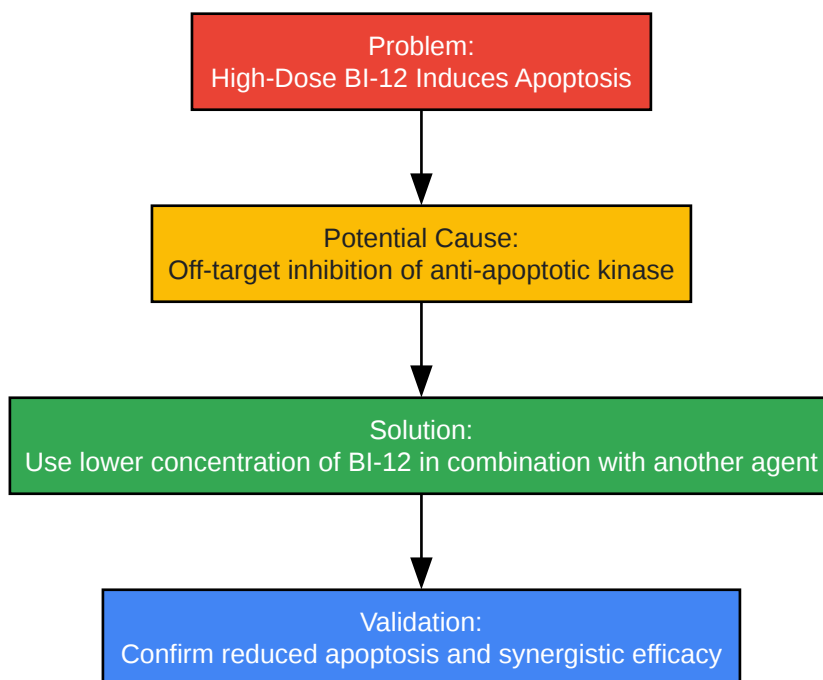 Problem:
High-Dose BI-12 Induces Apoptosis
Potential Cause:
Off-target inhibition of anti-apoptotic kinase
Solution:
Use lower concentration of BI-12 in combination with another agent
Validation:
Confirm reduced apoptosis and synergistic efficacy